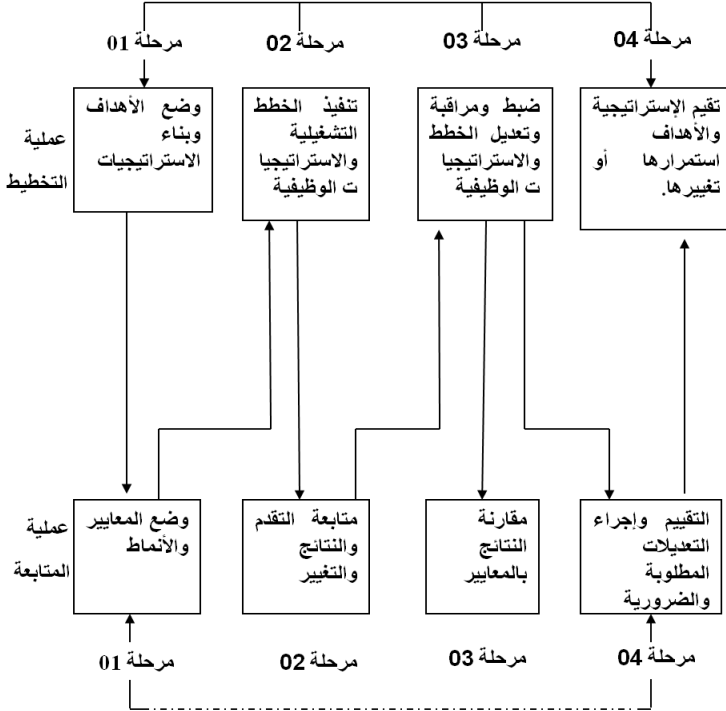 مرحلة 01
مرحلة 02
مرحلة 03
مرحلة 04
عملية
التخطيط
وضع الأهداف
وبناء
الاستراتيجيات
تنفيذ الخطط
التشغيلية
والاستراتيجيا
ت الوظيفية
ضبط ومراقبة
وتعديل الخطط
والاستراتيجيا
ت الوظيفية
تقيم الإستراتيجية
والأهداف
استمرارها أو
تغييرها.
عملية
المتابعة
وضع المعايير
والأنماط
متابعة التقدم
والنتائج
والتغيير
مقارنة
النتائج
بالمعايير
التقييم وإجراء
التعديلات
المطلوبة
والضرورية
مرحلة 01
مرحلة 02
مرحلة 03
مرحلة 04